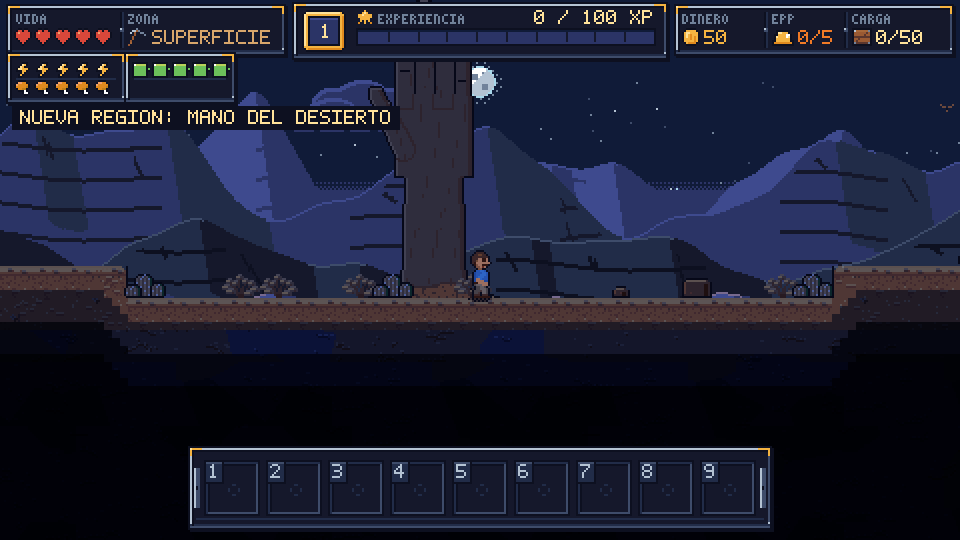 VIDA
ZONA
SUPERFICIE
1
EXPERIENCIA
0 / 100 XP
DINERO
50
EPP
0/5
CARGA
0/50
NUEVA REGION: MANO DEL DESIERTO
1 2 3 4 5 6 7 8 9